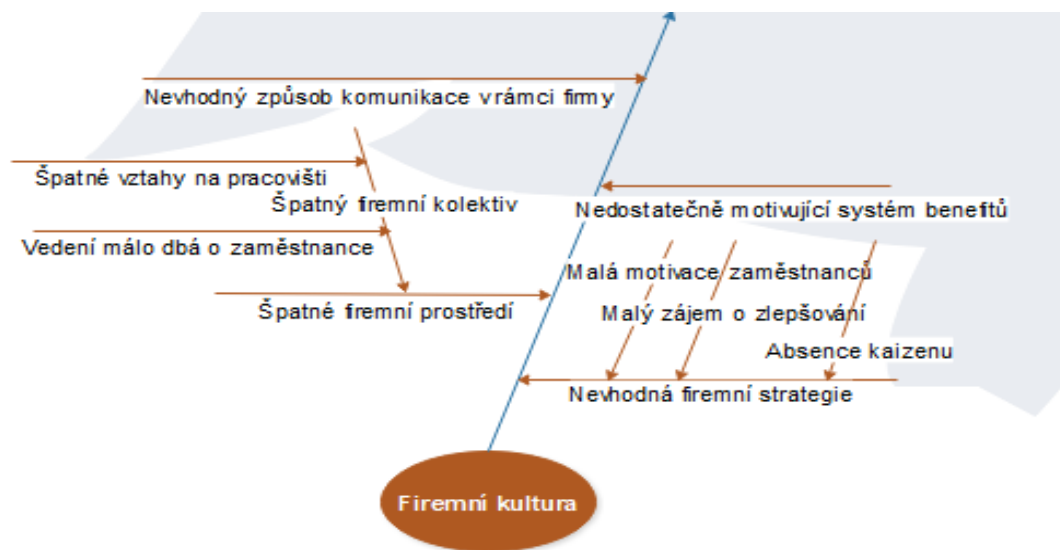 Nevhodný způsob komunikace v rámci firmy
Špatné vztahy na pracovišti
Špatný firemní kolektiv
Nedostatečně motivující systém benefitů
Vedení málo dbá o zaměstnance
Malá motivace zaměstnanců
Špatné firemní prostředí
Malý zájem o zlepšování
Absence kaizenu
Nevhodná firemní strategie
Firemní kultura